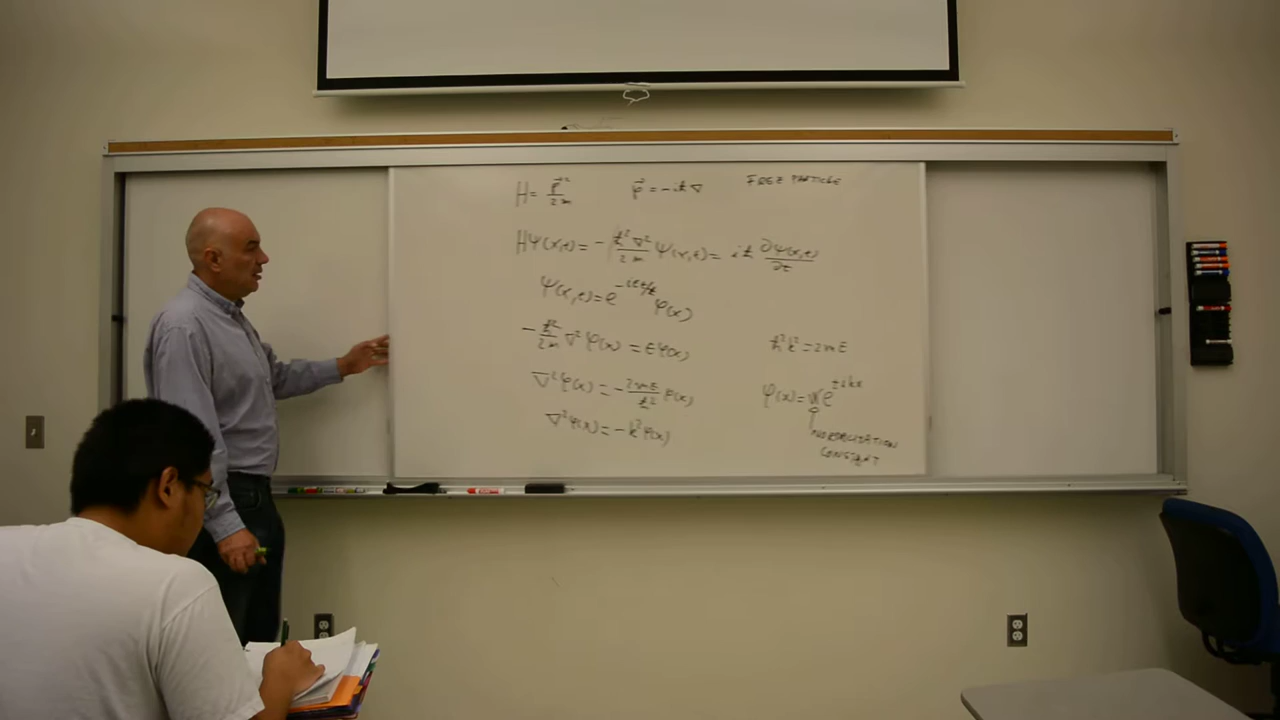 H = p⃗²/2m    p⃗ = -iħ∇    FREE PARTICLE
Hψ(x,t) = -ħ²∇²/2m ψ(x,t) = iħ ∂ψ(x,t)/∂t
ψ(x,t) = e^(-iEt/ħ) φ(x)
-ħ²/2m ∇²φ(x) = Eφ(x)    ħ²k² = 2mE
∇²φ(x) = -2mE/ħ² φ(x)    φ(x) = N e^(±ikx)
∇²φ(x) = -k²φ(x)    NORMALIZATION
CONSTANT